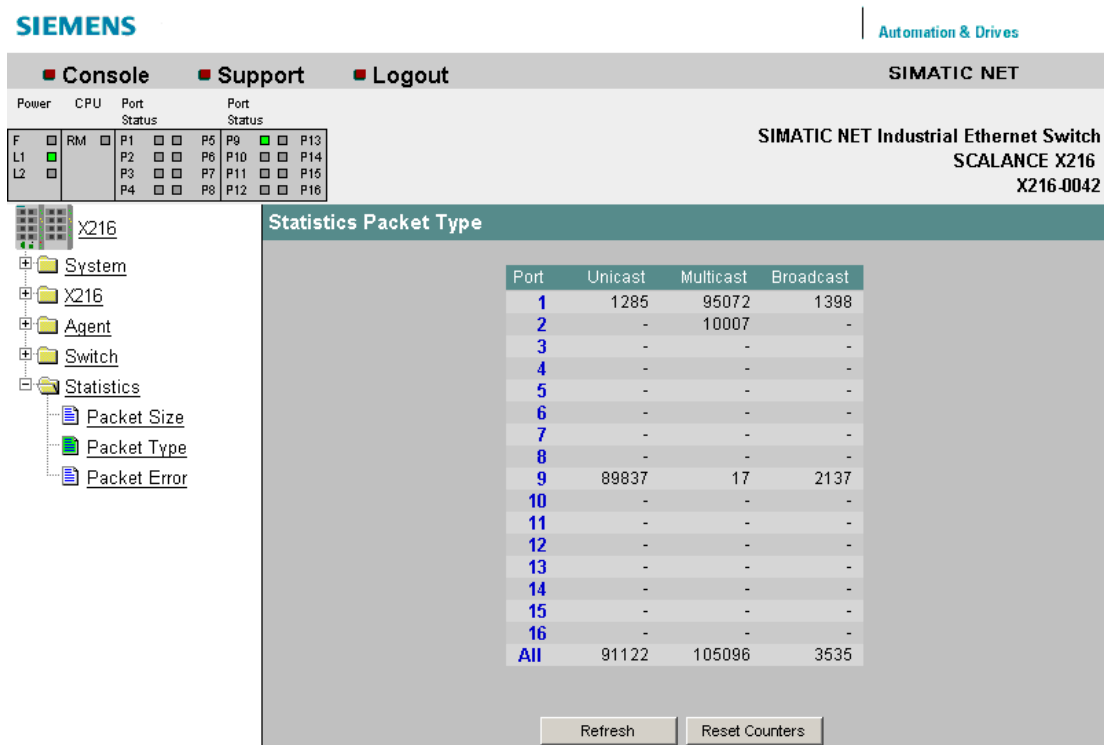 SIEMENS
Automation & Drives
Console Support Logout SIMATIC NET
Power CPU Port Status Port Status
F RM P1 P5 P9 P13
L1 P2 P6 P10 P14
L2 P3 P7 P11 P15
P4 P8 P12 P16
SIMATIC NET Industrial Ethernet Switch
SCALANCE X216
X216-0042
X216
System
X216
Agent
Switch
Statistics
Packet Size
Packet Type
Packet Error
Statistics Packet Type
Port Unicast Multicast Broadcast
1 1285 95072 1398
2 - 10007 -
3 - - -
4 - - -
5 - - -
6 - - -
7 - - -
8 - - -
9 89837 17 2137
10 - - -
11 - - -
12 - - -
13 - - -
14 - - -
15 - - -
16 - - -
All 91122 105096 3535
Refresh Reset Counters